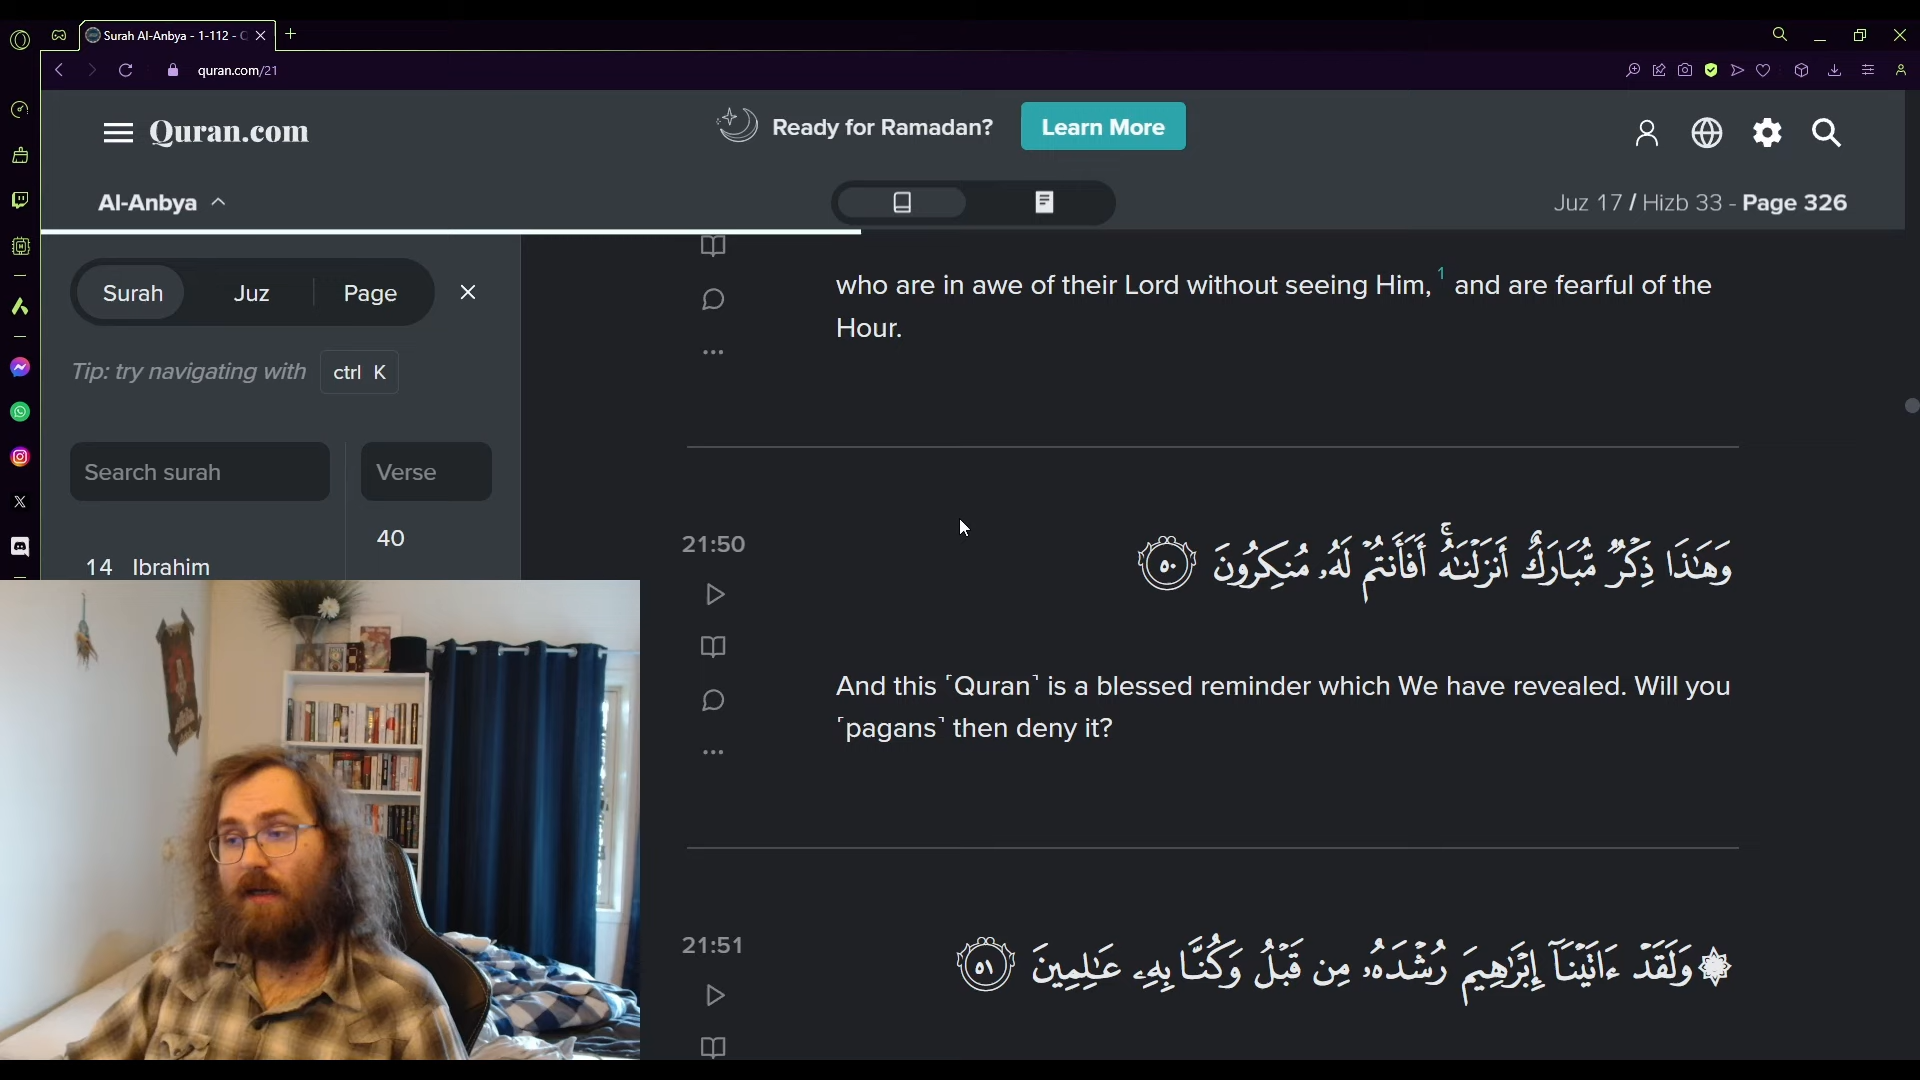 Surah Al-Anbya - 1-112 - Q
quran.com/21
Quran.com
Ready for Ramadan?
Learn More
Al-Anbya
Juz 17 / Hizb 33 - Page 326
Surah
Juz
Page
Tip: try navigating with
ctrl K
Search surah
Verse
40
14 Ibrahim
who are in awe of their Lord without seeing Him,1 and are fearful of the
Hour.
21:50
وَهَـٰذَا ذِكْرٌۭ مُّبَارَكٌ أَنزَلْنَـٰهُ ۚ أَفَأَنتُمْ لَهُۥ مُنكِرُونَ ٥٠
And this ˹Quran˺ is a blessed reminder which We have revealed. Will you
˹pagans˺ then deny it?
21:51
۞ وَلَقَدْ ءَاتَيْنَآ إِبْرَٰهِيمَ رُشْدَهُۥ مِن قَبْلُ وَكُنَّا بِهِۦ عَـٰلِمِينَ ٥١